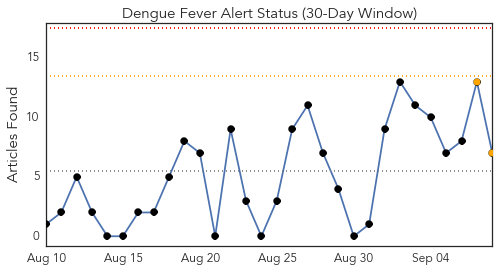 Dengue Fever Alert Status (30-Day Window)
Articles Found
15
10
5
0
Aug 10
Aug 15
Aug 20
Aug 25
Aug 30
Sep 04